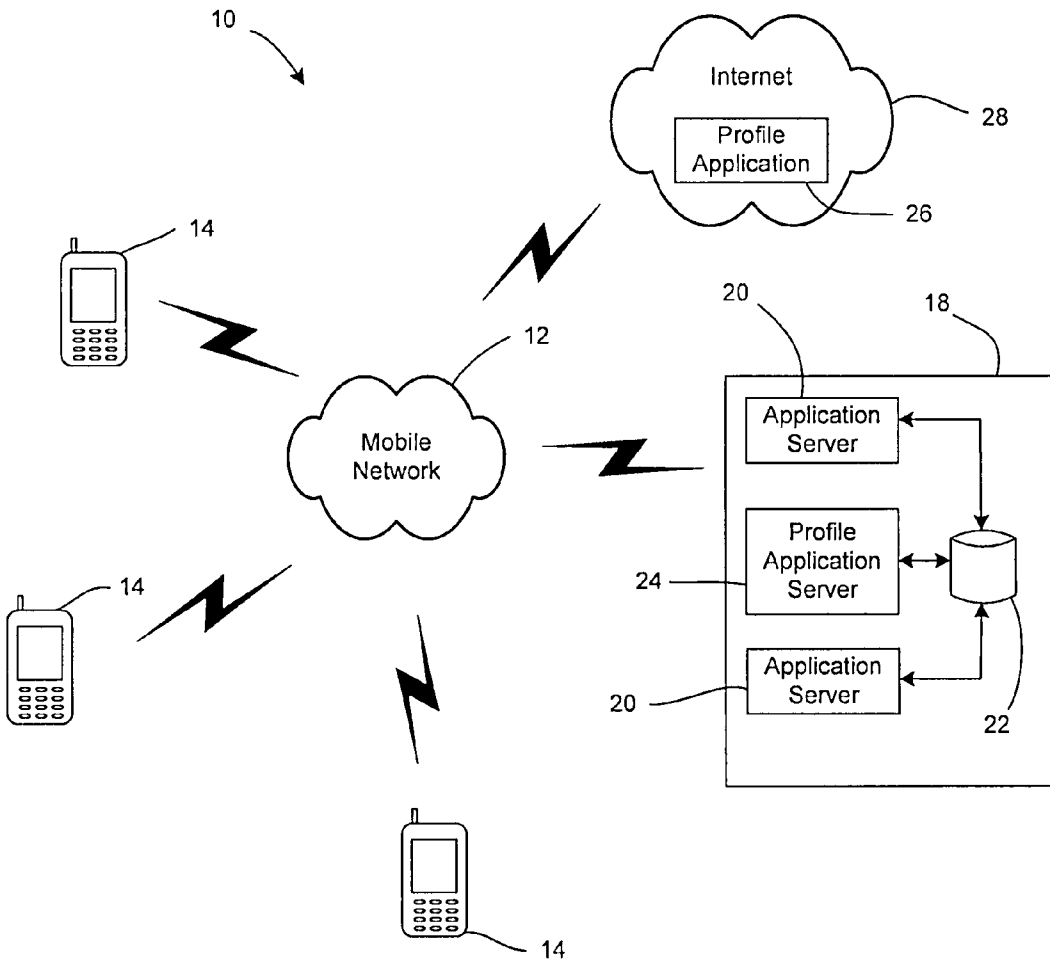 10
Internet
28
Profile
Application
26
14
20
18
12
Application
Server
Mobile
Network
Profile
Application
Server
24
14
Application
Server
20
22
14